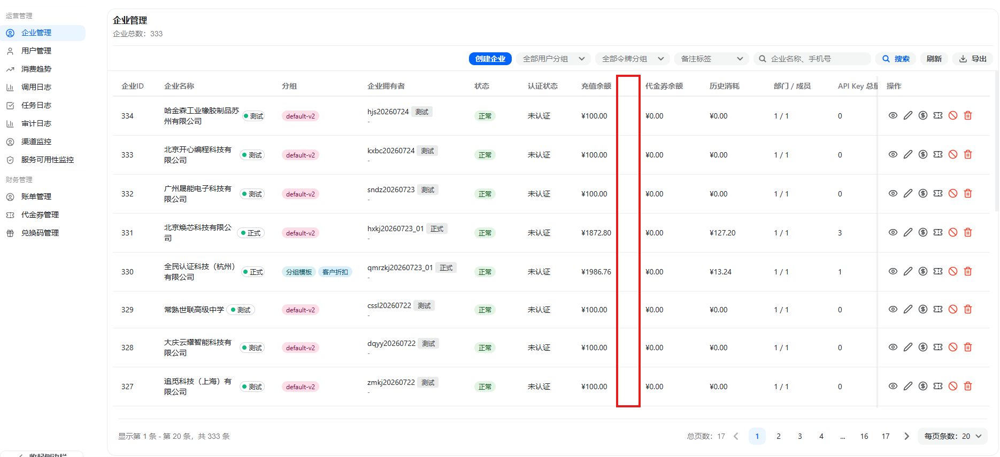 运营管理
企业管理
用户管理
消费趋势
调用日志
任务日志
审计日志
渠道监控
服务可用性监控
财务管理
账单管理
代金券管理
兑换码管理
收起侧边栏
企业管理
企业总数：333
创建企业 全部用户分组 全部令牌分组 备注标签 企业名称、手机号 搜索 刷新 导出
企业ID 企业名称 分组 企业拥有者 状态 认证状态 充值余额 代金券余额 历史消耗 部门 / 成员 API Key 总量 操作
334 哈金森工业橡胶制品苏州有限公司 测试 default-v2 hjs20260724 测试 - 正常 未认证 ¥100.00 ¥0.00 ¥0.00 1 / 1 0
333 北京开心编程科技有限公司 测试 default-v2 kxbc20260724 测试 - 正常 未认证 ¥100.00 ¥0.00 ¥0.00 1 / 1 0
332 广州晟能电子科技有限公司 测试 default-v2 sndz20260723 测试 - 正常 未认证 ¥100.00 ¥0.00 ¥0.00 1 / 1 0
331 北京焕芯科技有限公司 正式 default-v2 hxkj20260723_01 正式 - 正常 未认证 ¥1872.80 ¥0.00 ¥127.20 1 / 1 3
330 全民认证科技（杭州）有限公司 正式 分组模板 客户折扣 qmrzkj20260723_01 正式 - 正常 未认证 ¥1986.76 ¥0.00 ¥13.24 1 / 1 1
329 常熟世联高级中学 测试 default-v2 cssl20260722 测试 - 正常 未认证 ¥100.00 ¥0.00 ¥0.00 1 / 1 0
328 大庆云耀智能科技有限公司 测试 default-v2 dqyy20260722 测试 - 正常 未认证 ¥100.00 ¥0.00 ¥0.00 1 / 1 0
327 追觅科技（上海）有限公司 测试 default-v2 zmkj20260722 测试 - 正常 未认证 ¥100.00 ¥0.00 ¥0.00 1 / 1 0
显示第 1 条 - 第 20 条，共 333 条 总页数：17 1 2 3 4 ... 16 17 每页条数：20